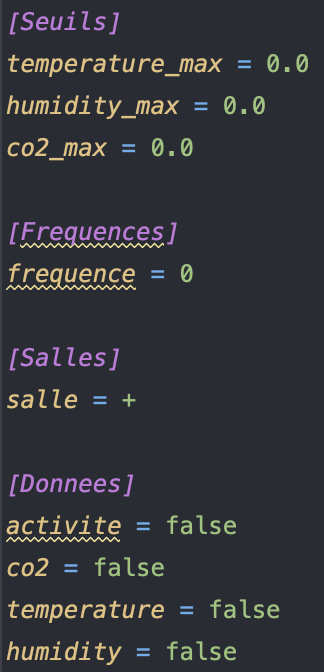 [Seuils]
temperature_max = 0.0
humidity_max = 0.0
co2_max = 0.0
[Frequences]
frequence = 0
[Salles]
salle = +
[Donnees]
activite = false
co2 = false
temperature = false
humidity = false